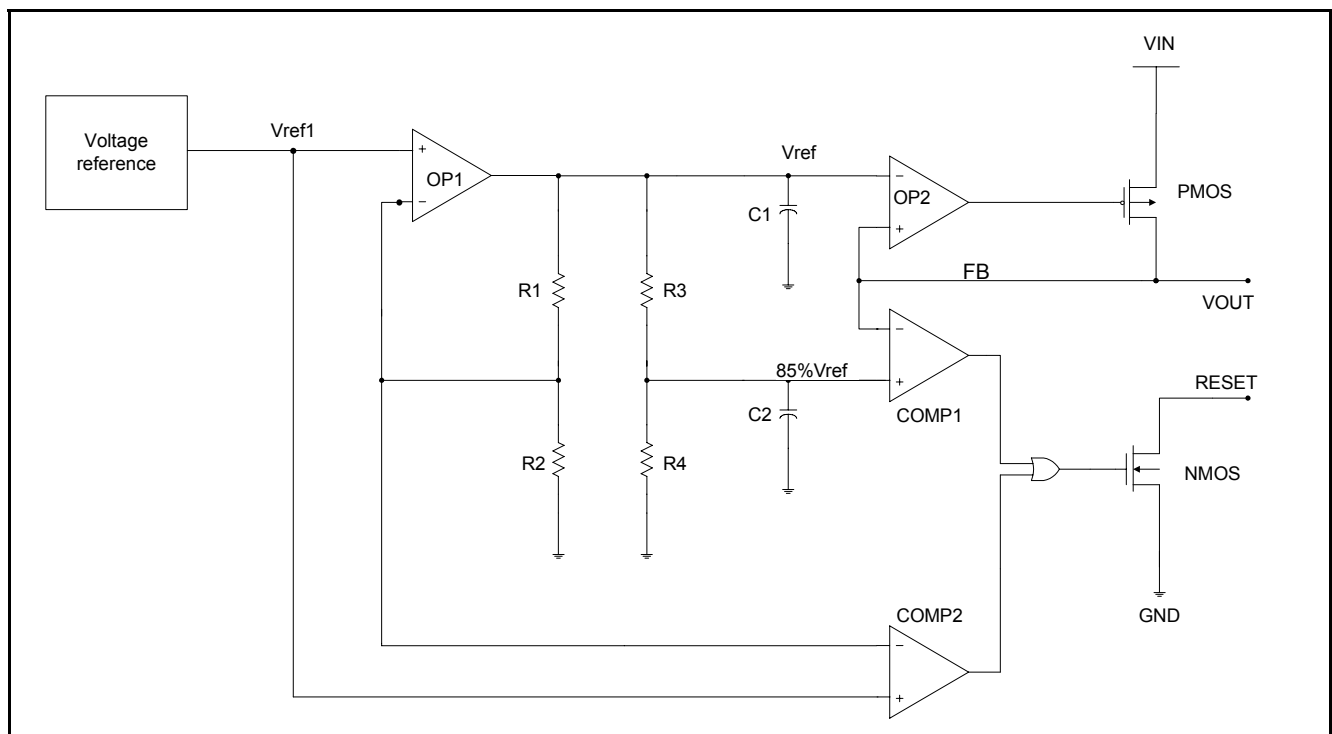 VIN
Voltage
reference
Vref1
+
OP1
-
Vref
-
OP2
+
C1
PMOS
FB
VOUT
R1
R3
-
85%Vref
+
COMP1
C2
RESET
R2
R4
NMOS
COMP2
GND
-
+